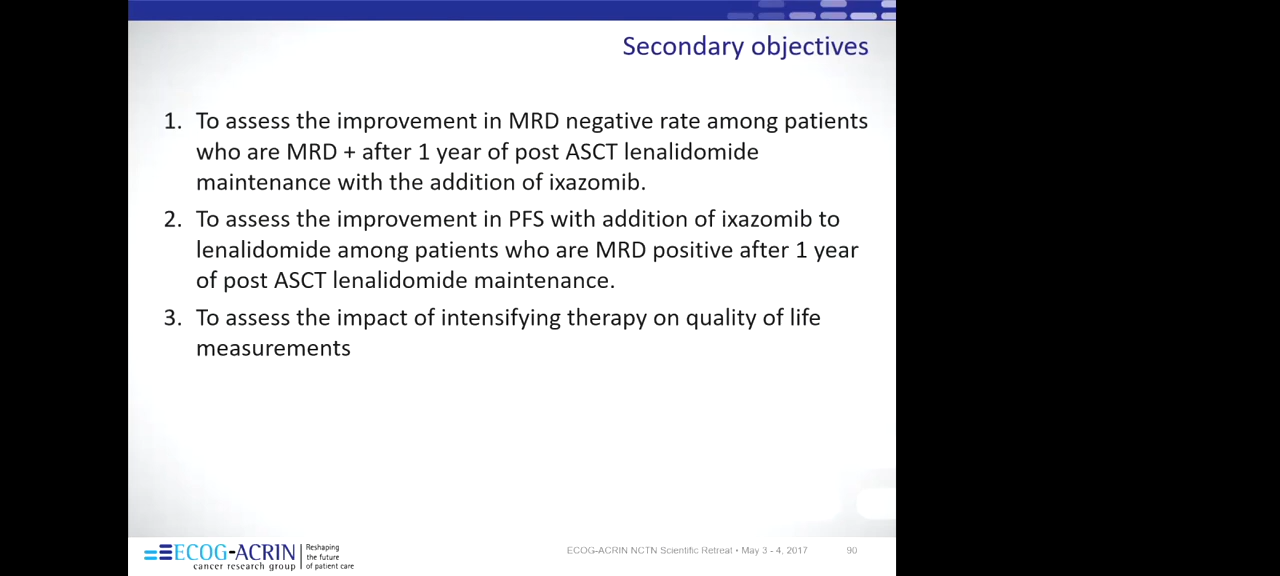 Secondary objectives
1. To assess the improvement in MRD negative rate among patients
who are MRD + after 1 year of post ASCT lenalidomide
maintenance with the addition of ixazomib.
2. To assess the improvement in PFS with addition of ixazomib to
lenalidomide among patients who are MRD positive after 1 year
of post ASCT lenalidomide maintenance.
3. To assess the impact of intensifying therapy on quality of life
measurements
ECOG-ACRIN
cancer research group
Reshaping
the future
of patient care
ECOG-ACRIN NCTN Scientific Retreat • May 3 - 4, 2017
90